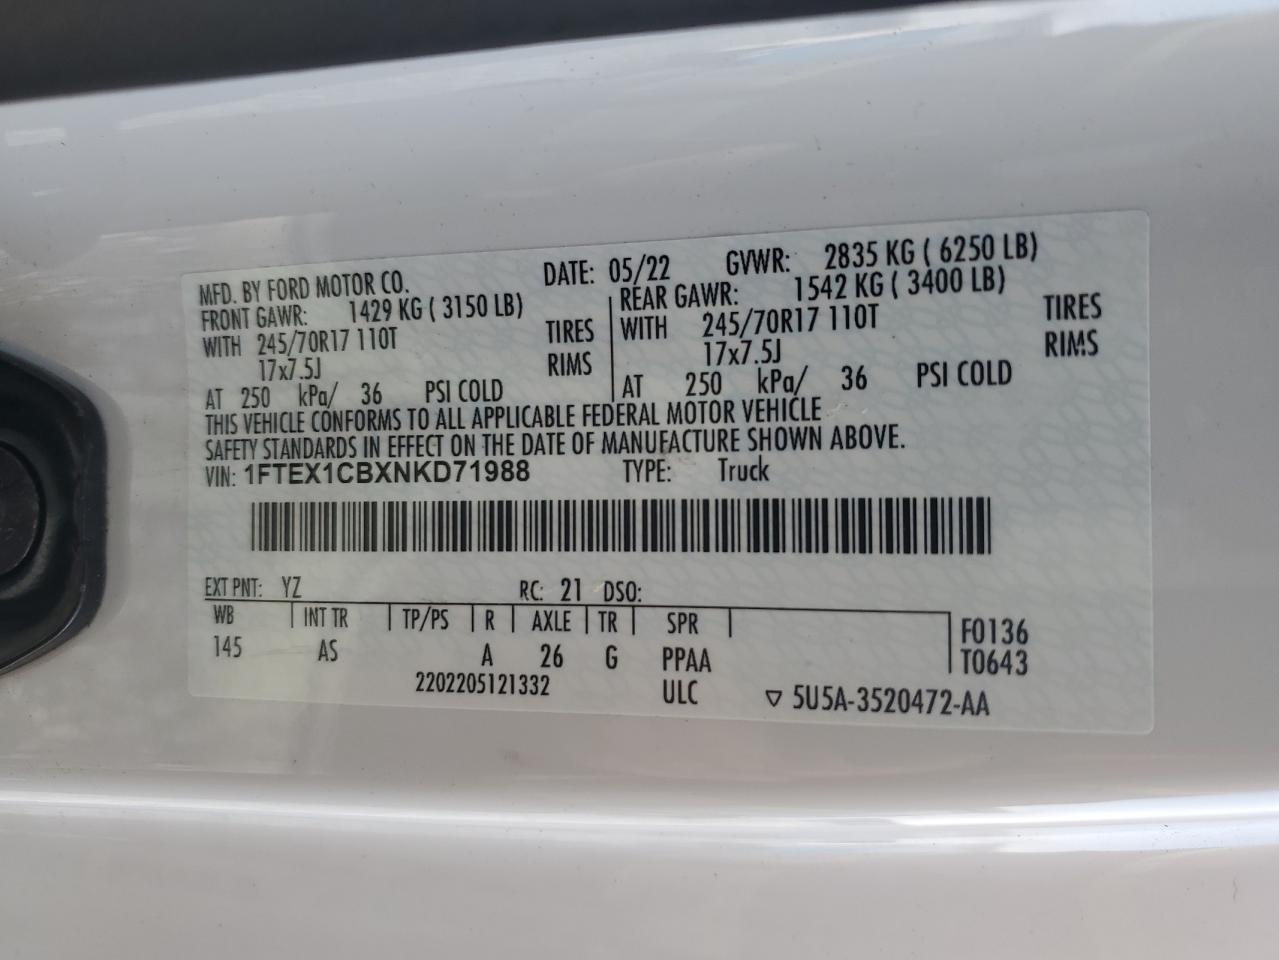 MFD. BY FORD MOTOR CO. DATE: 05/22 GVWR: 2835 KG ( 6250 LB)
FRONT GAWR: 1429 KG ( 3150 LB) REAR GAWR: 1542 KG ( 3400 LB)
WITH 245/70R17 110T TIRES WITH 245/70R17 110T TIRES
17x7.5J RIMS 17x7.5J RIMS
AT 250 kPa/ 36 PSI COLD AT 250 kPa/ 36 PSI COLD
THIS VEHICLE CONFORMS TO ALL APPLICABLE FEDERAL MOTOR VEHICLE
SAFETY STANDARDS IN EFFECT ON THE DATE OF MANUFACTURE SHOWN ABOVE.
VIN: 1FTEX1CBXNKD71988 TYPE: Truck
EXT PNT: YZ RC: 21 DSO:
WB INT TR TP/PS R AXLE TR SPR F0136
145 AS A 26 G PPAA T0643
2202205121332 ULC ▽ 5U5A-3520472-AA